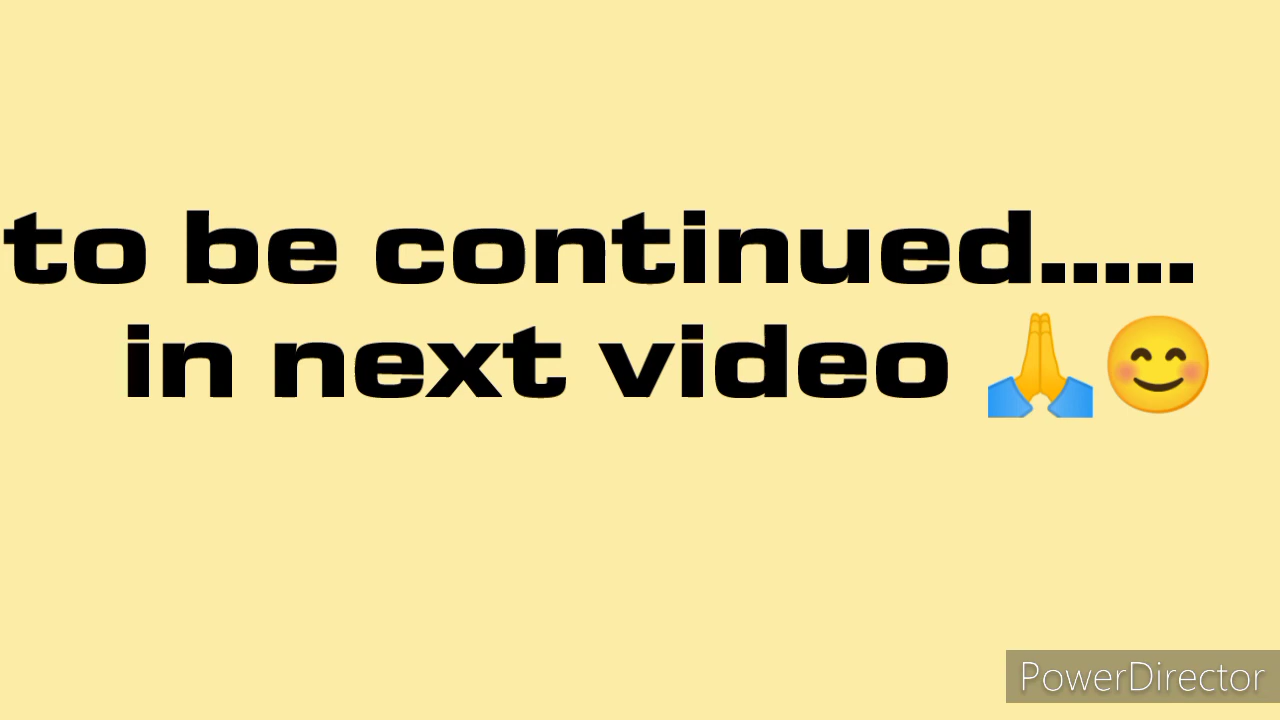 to be continued.....
in next video 🙏😊
PowerDirector